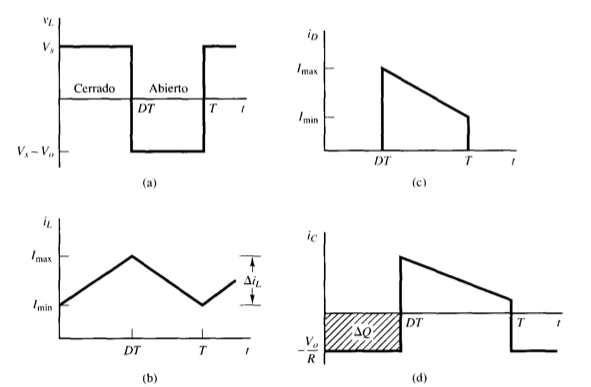 v_L
V_s
Cerrado
Abierto
DT
T
t
V_s – V_o
(a)
i_D
I_max
I_min
DT
T
t
(c)
i_L
I_max
I_min
Δi_L
DT
T
t
(b)
i_C
ΔQ
DT
T
t
–V_o/R
(d)